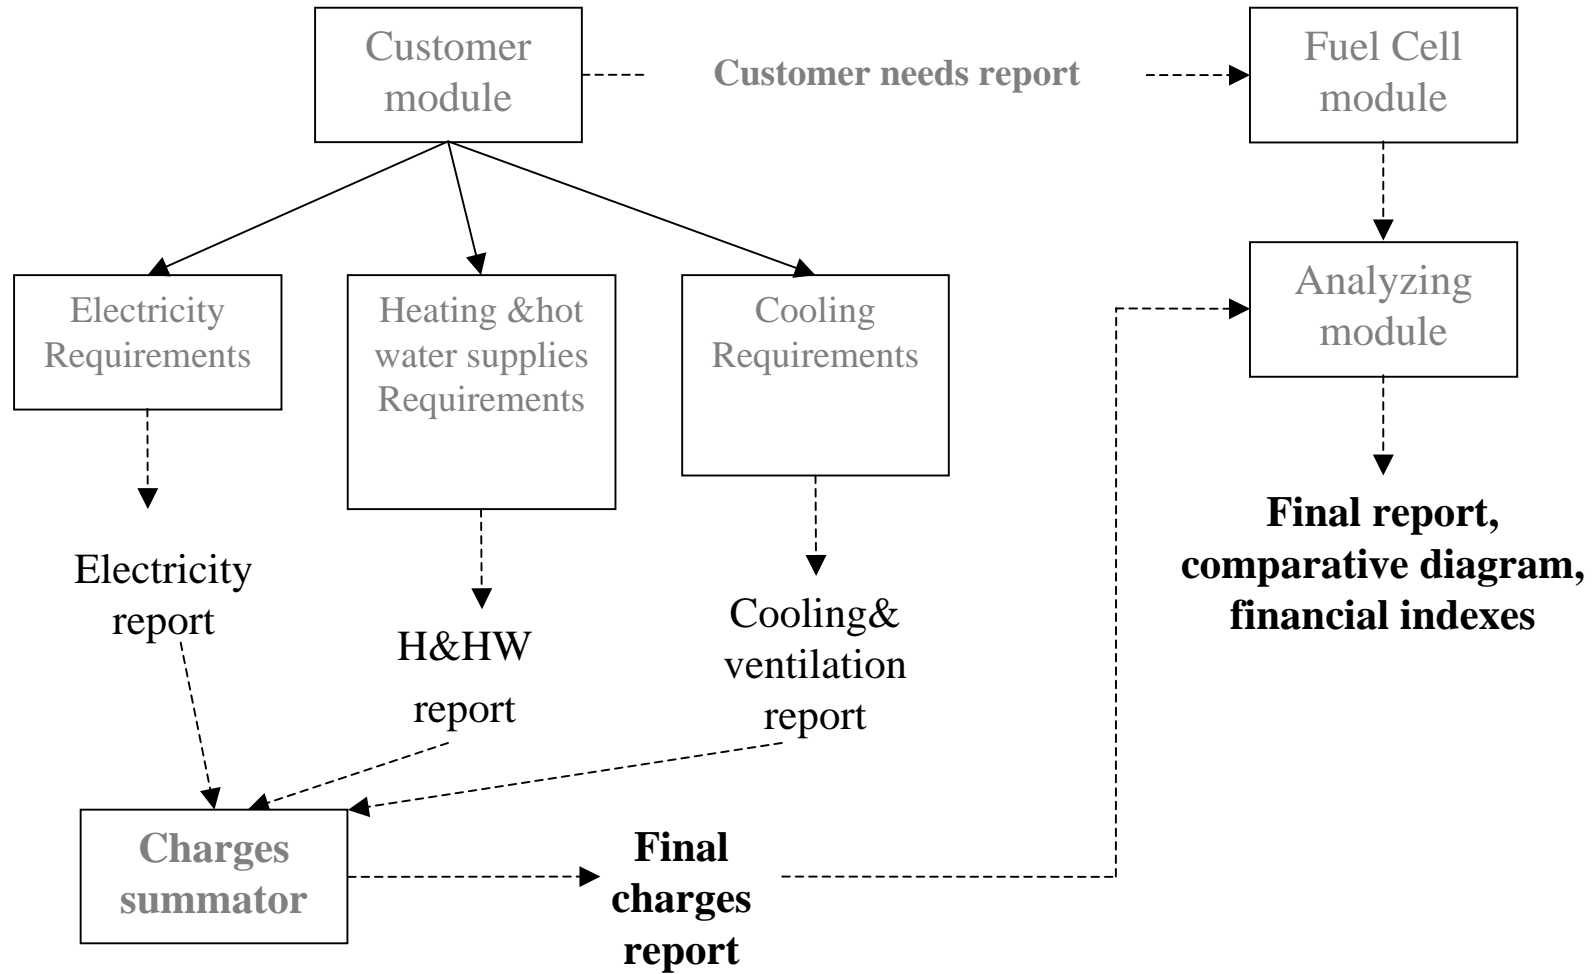 Customer
module
Customer needs report
Fuel Cell
module
Electricity
Requirements
Heating &hot
water supplies
Requirements
Cooling
Requirements
Analyzing
module
Electricity
report
H&HW
report
Cooling&
ventilation
report
Final report,
comparative diagram,
financial indexes
Charges
summator
Final
charges
report